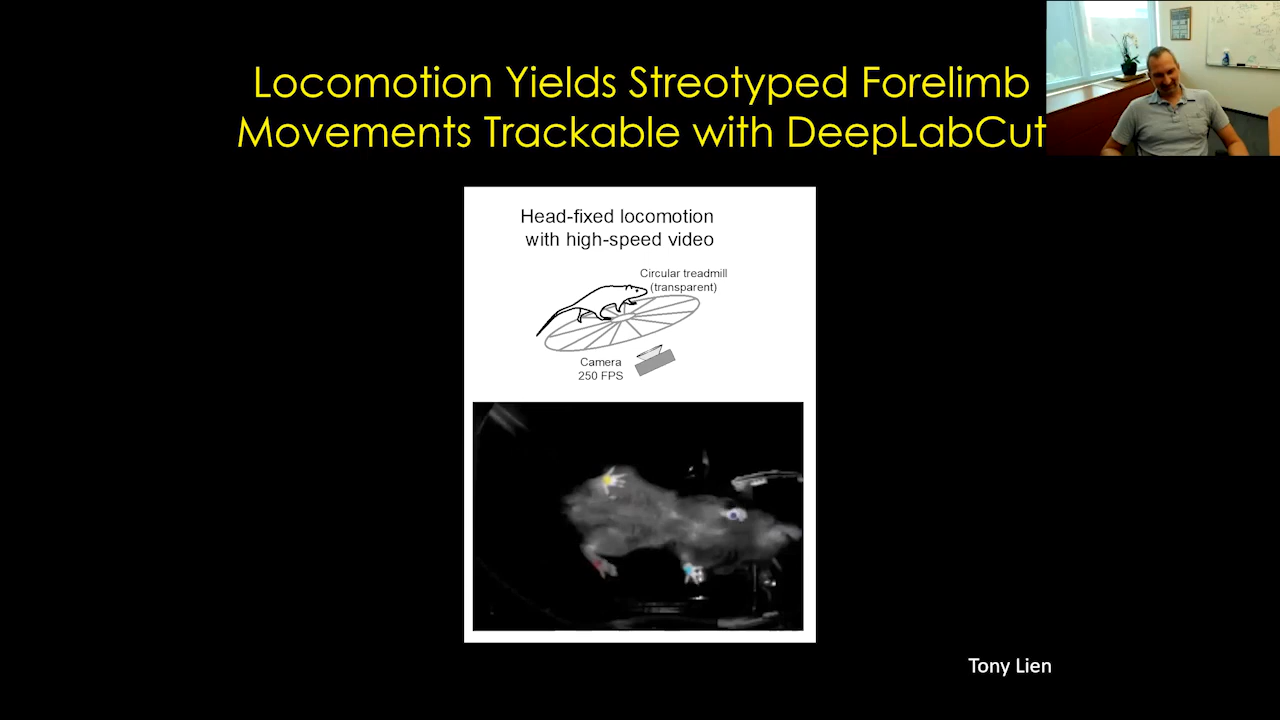 Locomotion Yields Streotyped Forelimb
Movements Trackable with DeepLabCut
Head-fixed locomotion
with high-speed video
Circular treadmill
(transparent)
Camera
250 FPS
Tony Lien